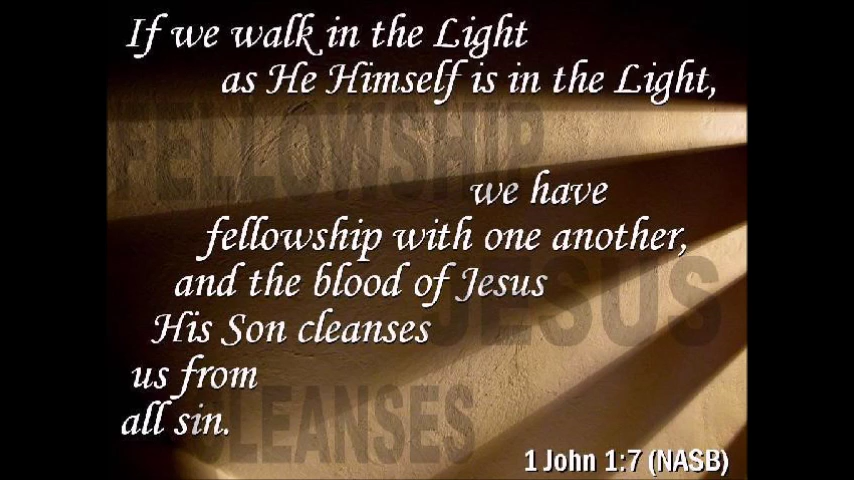 If we walk in the Light
as He Himself is in the Light,
FELLOWSHIP
we have
fellowship with one another,
and the blood of Jesus
JESUS
His Son cleanses
us from
all sin.
CLEANSES
1 John 1:7 (NASB)